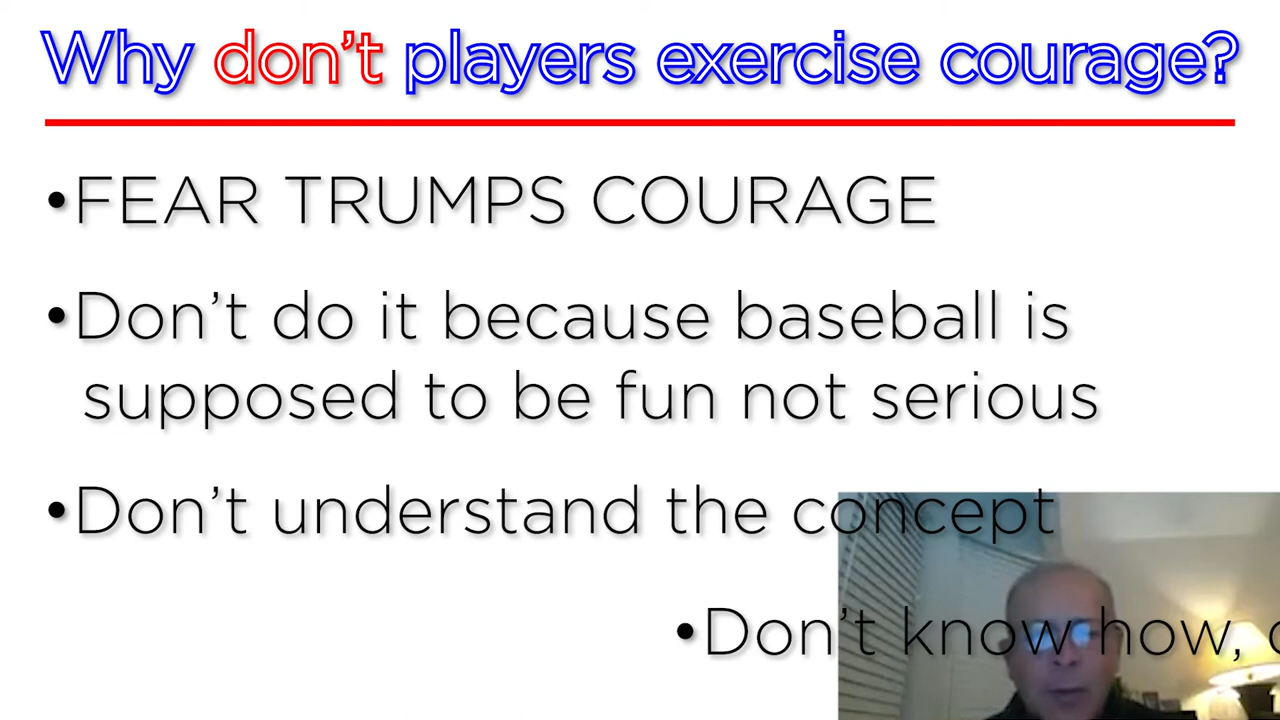 Why don't players exercise courage?
•FEAR TRUMPS COURAGE
•Don't do it because baseball is
supposed to be fun not serious
•Don't understand the concept
•Don't know how,